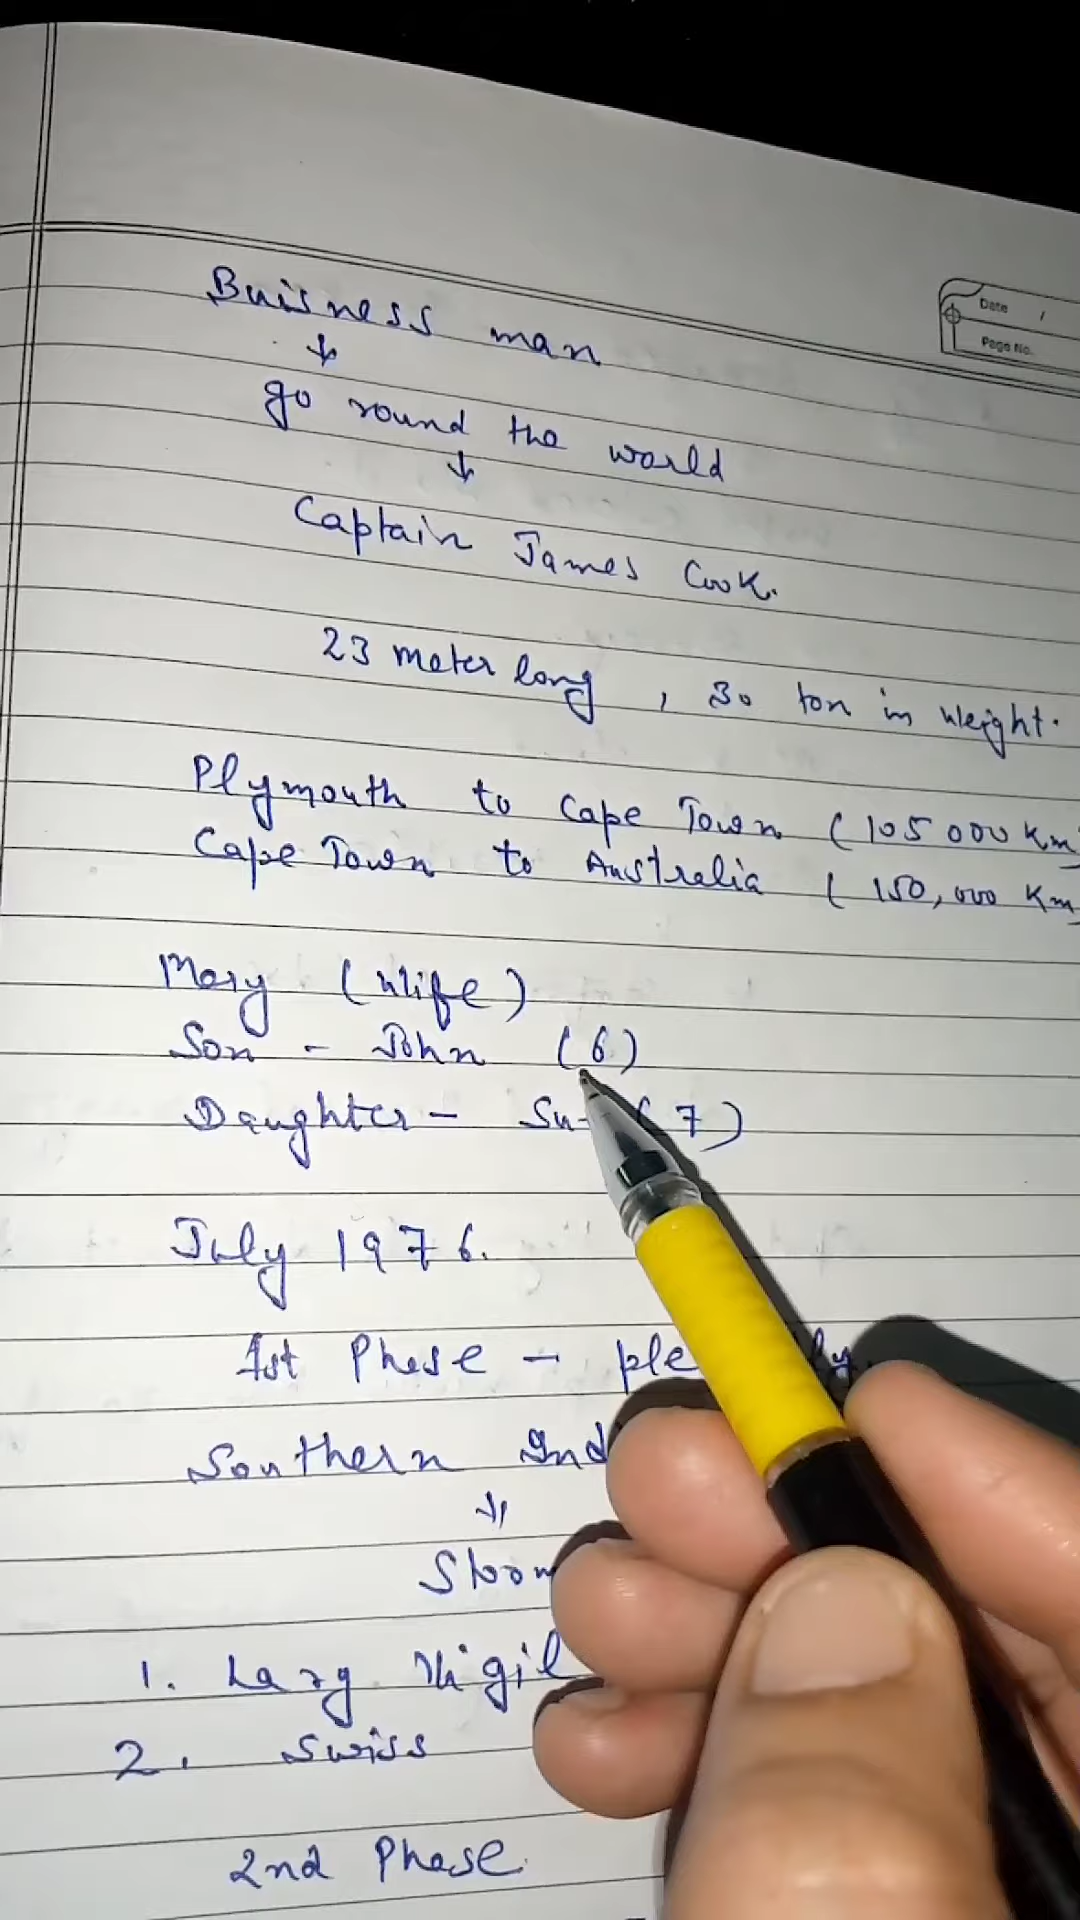 Buisness man
Date /
Page No.
go round the world
Captain James Cook.
23 meter long, 30 ton in weight.
Plymouth to Cape Town (105000 Km)
Cape Town to Australia (150,000 Km)
Mary (Wife)
Son - John (6)
Daughter - (7)
July 1976.
1st Phase -
Southern
1. Larry Vigil
2. Swiss
2nd Phase